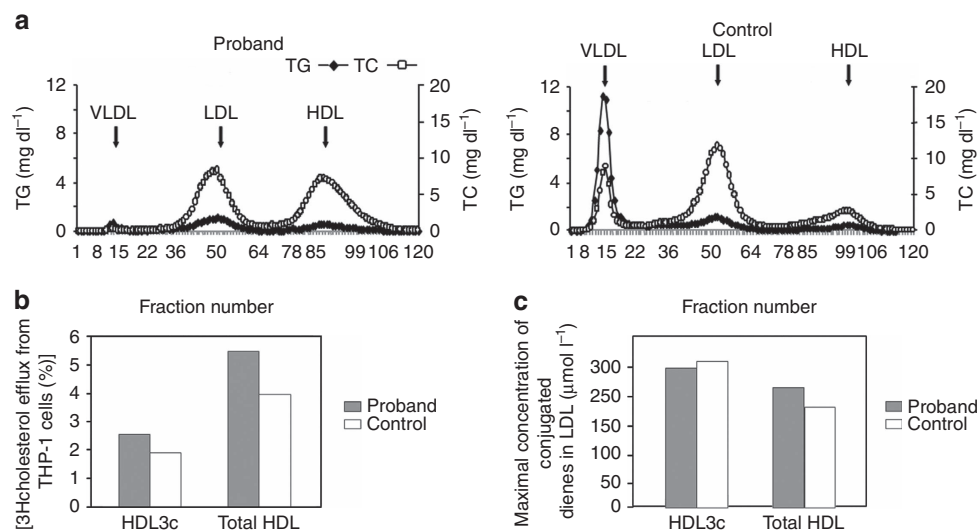 a
Proband
TG TC
VLDL LDL HDL
TG (mg dl⁻¹)
12
8
4
0
TC (mg dl⁻¹)
20
15
10
5
0
1 8 15 22 36 50 64 78 85 99 106 120
Control
VLDL LDL HDL
TG (mg dl⁻¹)
12
8
4
0
TC (mg dl⁻¹)
20
15
10
5
0
1 8 15 22 36 50 64 78 85 99 106 120
b
Fraction number
[3Hcholesterol efflux from
THP-1 cells (%)]
6
5
4
3
2
1
0
HDL3c Total HDL
Proband
Control
c
Fraction number
Maximal concentration of
conjugated
dienes in LDL (μmol l⁻¹)
300
250
200
150
100
50
0
HDL3c Total HDL
Proband
Control